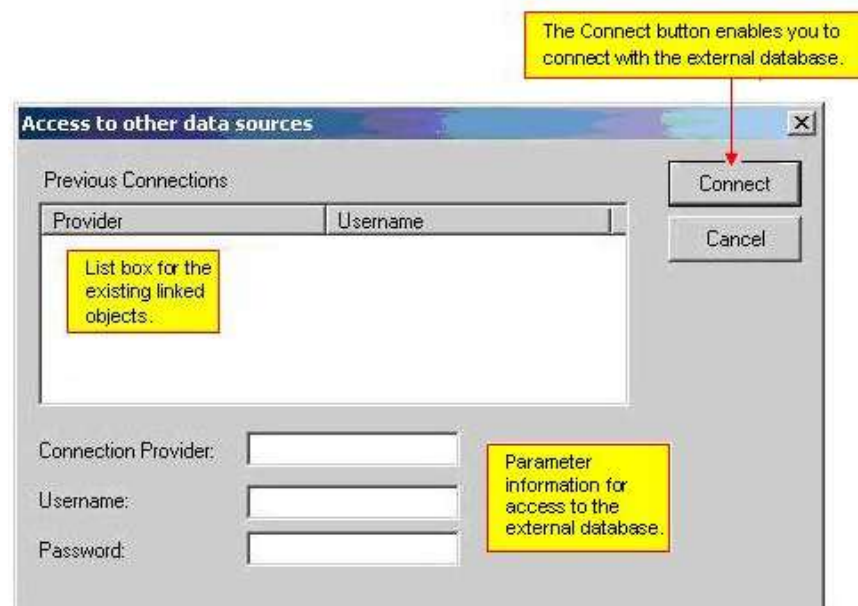 The Connect button enables you to
connect with the external database.
Access to other data sources
Previous Connections
Connect
Provider Username
Cancel
List box for the
existing linked
objects.
Connection Provider:
Parameter
information for
access to the
external database.
Username:
Password: